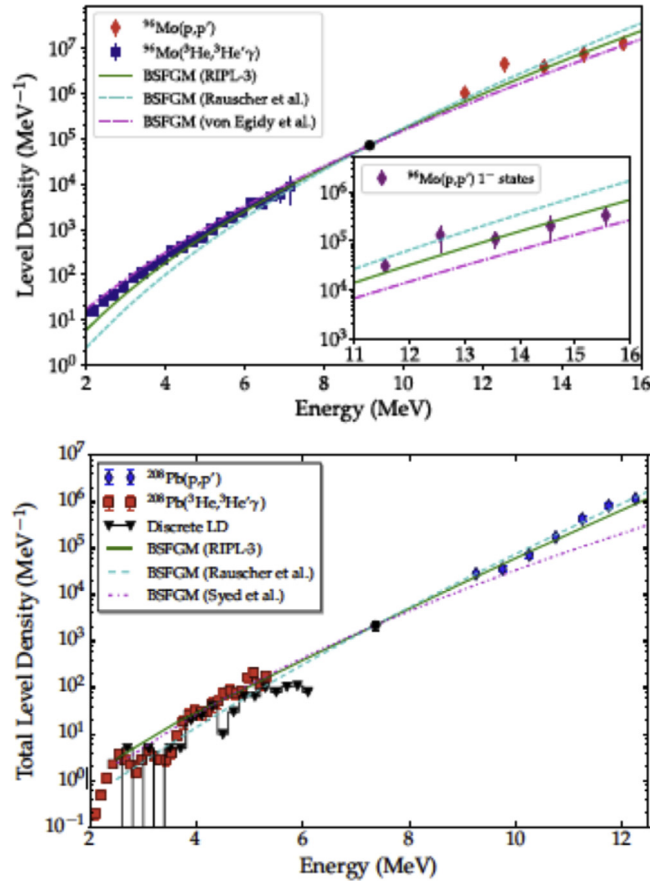 ⁹⁶Mo(p,p′)
⁹⁶Mo(³He,³He′γ)
BSFGM (RIPL-3)
BSFGM (Rauscher et al.)
BSFGM (von Egidy et al.)
Level Density (MeV⁻¹)
10⁷
10⁶
10⁵
10⁴
10³
10²
10¹
10⁰
⁹⁶Mo(p,p′) 1⁻ states
10⁶
10⁵
10⁴
10³
11 12 13 14 15 16
2 4 6 8 10 12 14 16
Energy (MeV)
²⁰⁸Pb(p,p′)
²⁰⁸Pb(³He,³He′γ)
Discrete LD
BSFGM (RIPL-3)
BSFGM (Rauscher et al.)
BSFGM (Syed et al.)
Total Level Density (MeV⁻¹)
10⁷
10⁶
10⁵
10⁴
10³
10²
10¹
10⁰
10⁻¹
2 4 6 8 10 12
Energy (MeV)